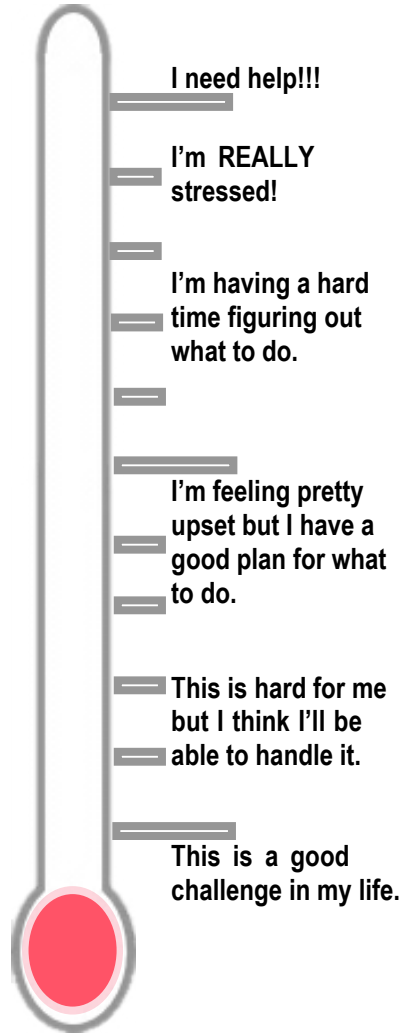 I need help!!!
I'm REALLY
stressed!
I'm having a hard
time figuring out
what to do.
I'm feeling pretty
upset but I have a
good plan for what
to do.
This is hard for me
but I think I'll be
able to handle it.
This is a good
challenge in my life.